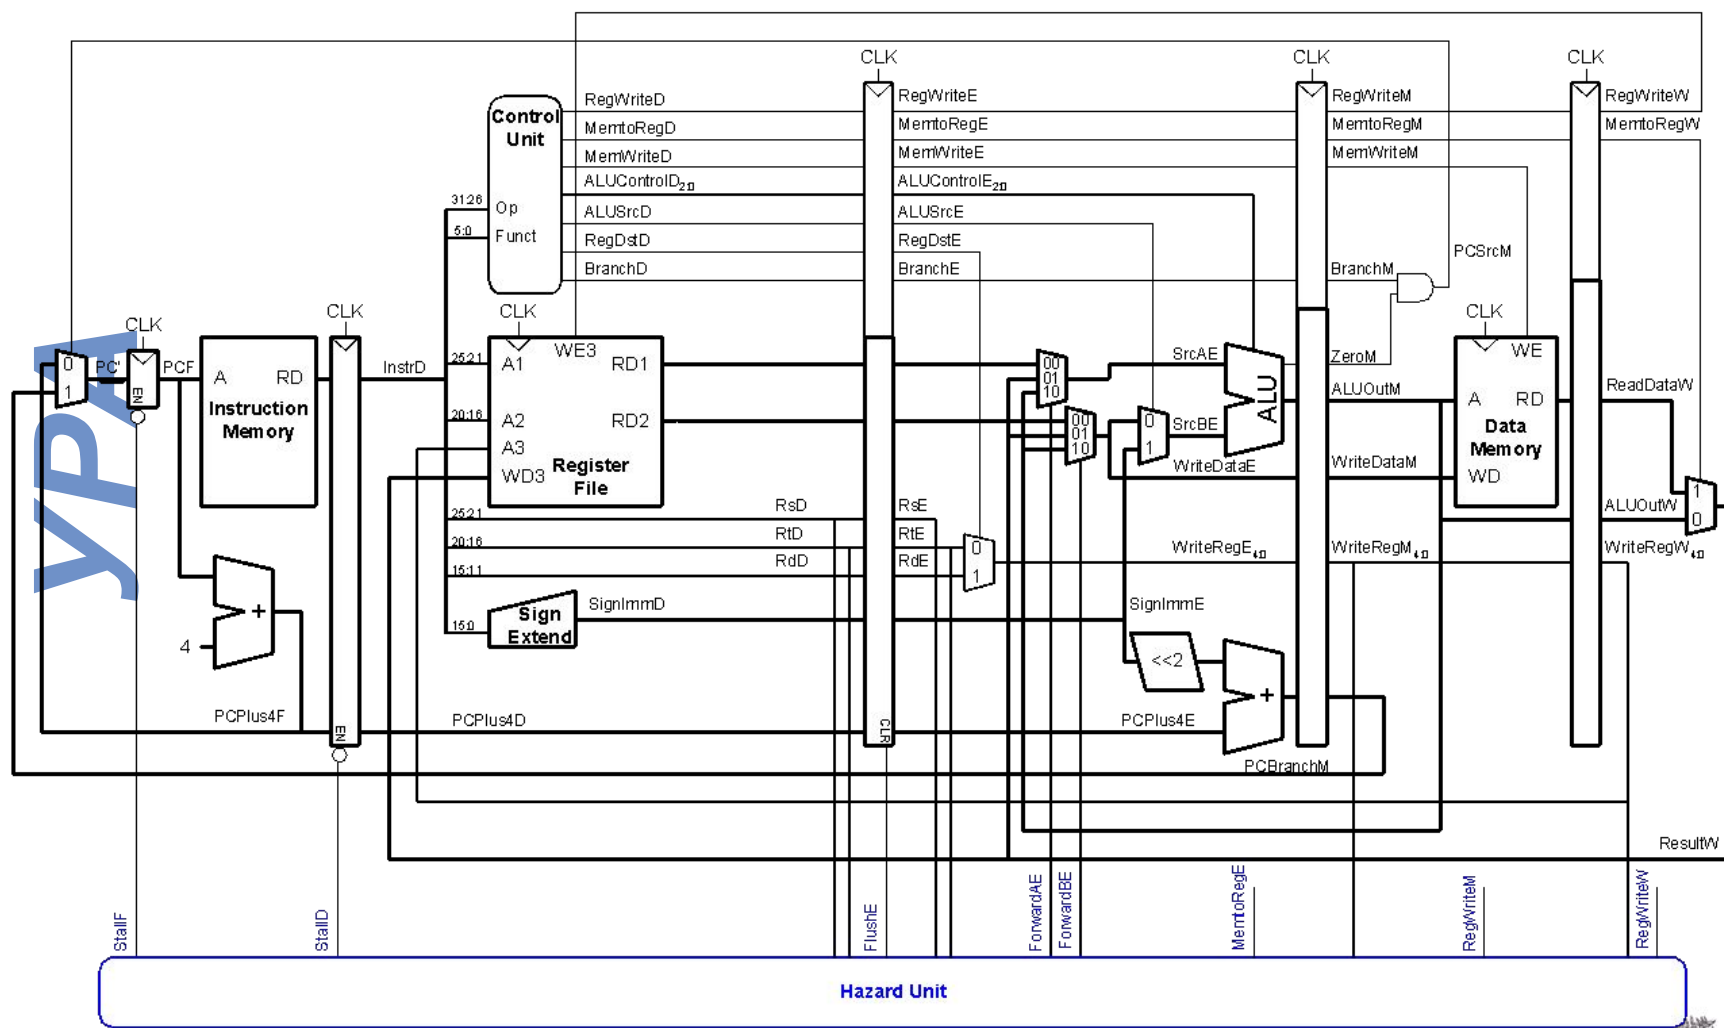 CLK
CLK
CLK
RegWriteD
RegWriteE
RegWriteM
RegWriteW
Control
Unit
MemtoRegD
MemtoRegE
MemtoRegM
MemtoRegW
MemWriteD
MemWriteE
MemWriteM
ALUControlD2:0
ALUControlE2:0
31:26
Op
ALUSrcD
ALUSrcE
5:0
Funct
RegDstD
RegDstE
PCSrcM
BranchD
BranchE
BranchM
CLK
CLK
CLK
CLK
УРА
0
1
PC'
EN
PCF
A
RD
Instruction
Memory
InstrD
25:21
A1
WE3
RD1
20:16
A2
RD2
A3
WD3
Register
File
00
01
10
00
01
10
SrcAE
0
1
SrcBE
ALU
ZeroM
ALUOutM
WE
A
RD
Data
Memory
WD
ReadDataW
WriteDataE
WriteDataM
1
0
ALUOutW
25:21
RsD
RsE
20:16
RtD
RtE
0
1
15:11
RdD
RdE
WriteRegE4:0
WriteRegM4:0
WriteRegW4:0
SignImmD
SignImmE
15:0
Sign
Extend
+
4
<<2
+
PCPlus4F
EN
PCPlus4D
CLR
PCPlus4E
PCBranchM
ResultW
StallF
StallD
FlushE
ForwardAE
ForwardBE
MemtoRegE
RegWriteM
RegWriteW
Hazard Unit